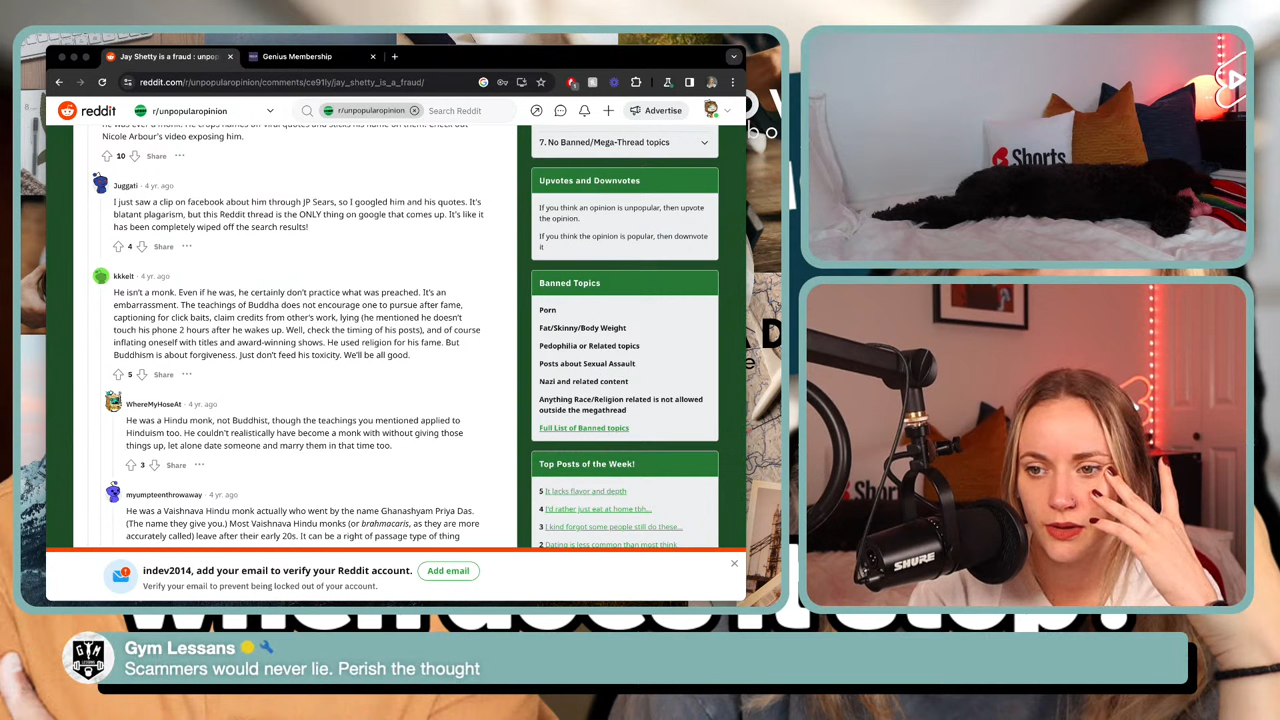 Jay Shetty is a fraud : unpop
Genius Membership
reddit.com/r/unpopularopinion/comments/ce91ly/jay_shetty_is_a_fraud/
reddit
r/unpopularopinion
r/unpopularopinion
Search Reddit
Advertise
Nicole Arbour's video exposing him.
10
Share
Juggati · 4 yr. ago
I just saw a clip on facebook about him through JP Sears, so I googled him and his quotes. It's
blatant plagarism, but this Reddit thread is the ONLY thing on google that comes up. It's like it
has been completely wiped off the search results!
4
Share
kkkelt · 4 yr. ago
He isn't a monk. Even if he was, he certainly don't practice what was preached. It's an
embarrassment. The teachings of Buddha does not encourage one to pursue after fame,
captioning for click baits, claim credits from other's work, lying (he mentioned he doesn't
touch his phone 2 hours after he wakes up. Well, check the timing of his posts), and of course
inflating oneself with titles and award-winning shows. He used religion for his fame. But
Buddhism is about forgiveness. Just don't feed his toxicity. We'll be all good.
5
Share
WhereMyHoseAt · 4 yr. ago
He was a Hindu monk, not Buddhist, though the teachings you mentioned applied to
Hinduism too. He couldn't realistically have become a monk with without giving those
things up, let alone date someone and marry them in that time too.
3
Share
myumpteenthrowaway · 4 yr. ago
He was a Vaishnava Hindu monk actually who went by the name Ghanashyam Priya Das.
(The name they give you.) Most Vaishnava Hindu monks (or brahmacaris, as they are more
accurately called) leave after their early 20s. It can be a right of passage type of thing
7. No Banned/Mega-Thread topics
Upvotes and Downvotes
If you think an opinion is unpopular, then upvote
the opinion.
If you think the opinion is popular, then downvote
it
Banned Topics
Porn
Fat/Skinny/Body Weight
Pedophilia or Related topics
Posts about Sexual Assault
Nazi and related content
Anything Race/Religion related is not allowed
outside the megathread
Full List of Banned topics
Top Posts of the Week!
5 It lacks flavor and depth
4 I'd rather just eat at home tbh...
3 I kind forgot some people still do these...
2 Dating is less common than most think
indev2014, add your email to verify your Reddit account.
Add email
Verify your email to prevent being locked out of your account.
Shorts
SHURE
when does it stop?
GYM
Gym Lessans
Scammers would never lie. Perish the thought